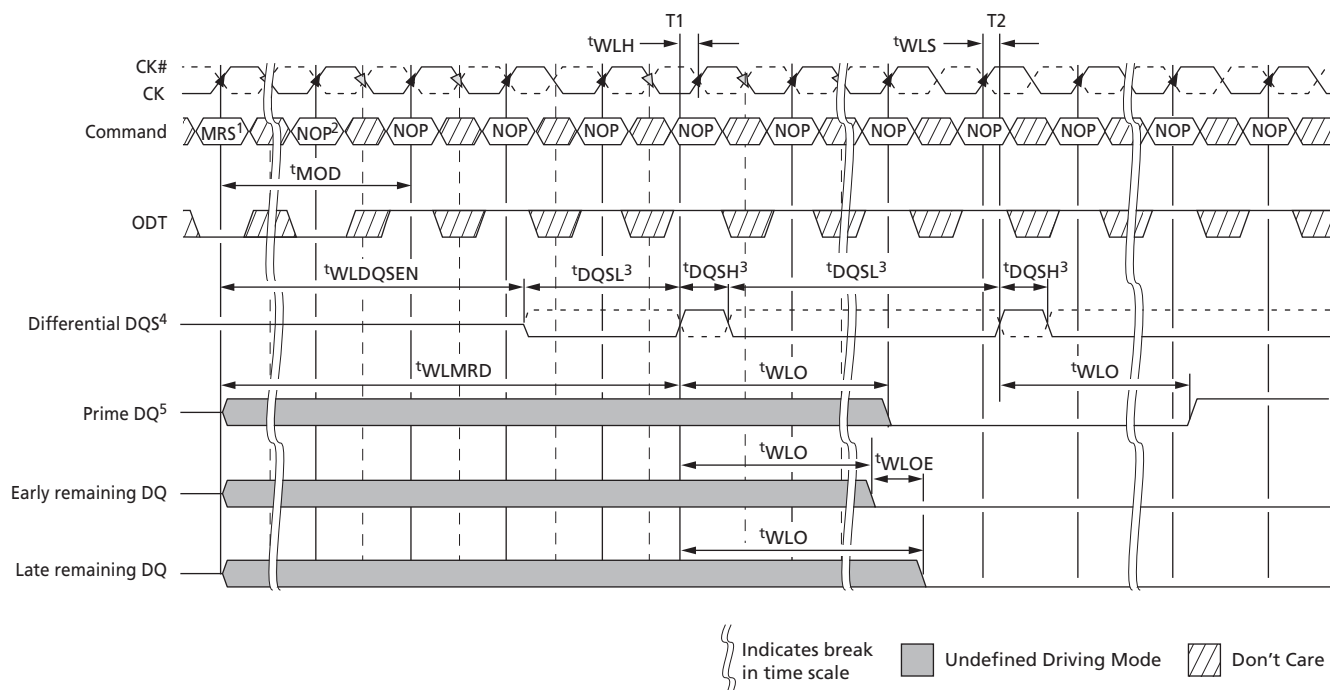 T1 T2
tWLH tWLS
CK#
CK
Command MRS1 NOP2 NOP NOP NOP NOP NOP NOP NOP NOP NOP NOP
tMOD
ODT
tWLDQSEN tDQSL3 tDQSH3 tDQSL3 tDQSH3
Differential DQS4
tWLMRD tWLO tWLO
Prime DQ5
tWLO
tWLOE
Early remaining DQ
tWLO
Late remaining DQ
Indicates break
in time scale
Undefined Driving Mode
Don't Care